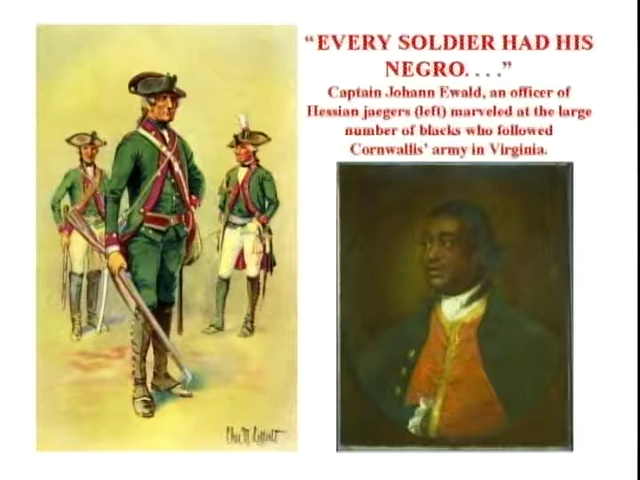 “EVERY SOLDIER HAD HIS
NEGRO. . . .”
Captain Johann Ewald, an officer of
Hessian jaegers (left) marveled at the large
number of blacks who followed
Cornwallis’ army in Virginia.